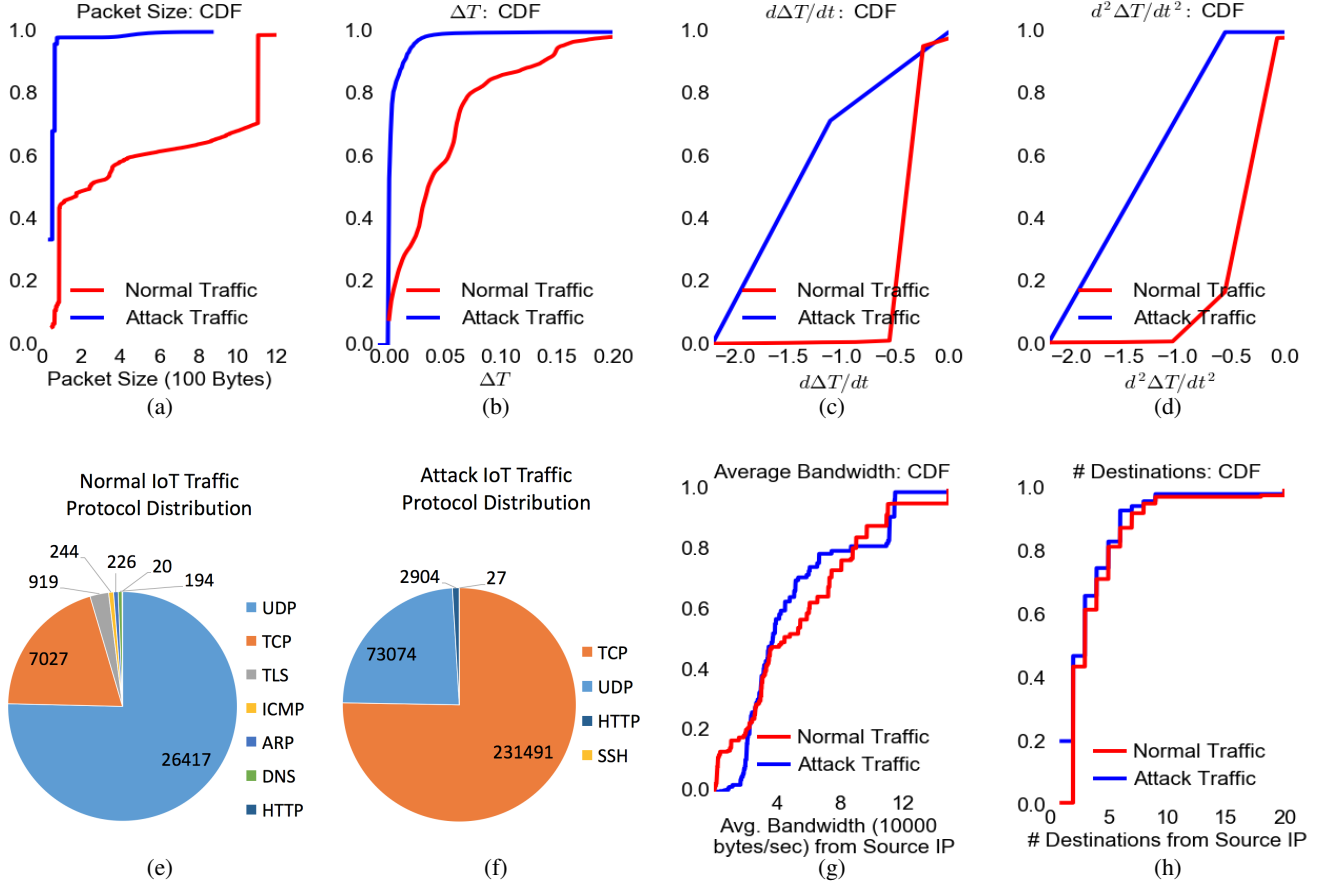 Packet Size: CDF
1.0
0.8
0.6
0.4
0.2
0.0
Normal Traffic
Attack Traffic
0 2 4 6 8 10 12
Packet Size (100 Bytes)
(a)
ΔT: CDF
1.0
0.8
0.6
0.4
0.2
0.0
Normal Traffic
Attack Traffic
0.00 0.05 0.10 0.15 0.20
ΔT
(b)
dΔT/dt: CDF
1.0
0.8
0.6
0.4
0.2
0.0
Normal Traffic
Attack Traffic
−2.0 −1.5 −1.0 −0.5 0.0
dΔT/dt
(c)
d²ΔT/dt²: CDF
1.0
0.8
0.6
0.4
0.2
0.0
Normal Traffic
Attack Traffic
−2.0 −1.5 −1.0 −0.5 0.0
d²ΔT/dt²
(d)
Normal IoT Traffic
Protocol Distribution
244
226
20
919
194
7027
26417
UDP
TCP
TLS
ICMP
ARP
DNS
HTTP
(e)
Attack IoT Traffic
Protocol Distribution
2904
27
73074
231491
TCP
UDP
HTTP
SSH
(f)
Average Bandwidth: CDF
1.0
0.8
0.6
0.4
0.2
0.0
Normal Traffic
Attack Traffic
4 8 12
Avg. Bandwidth (10000
bytes/sec) from Source IP
(g)
# Destinations: CDF
1.0
0.8
0.6
0.4
0.2
0.0
Normal Traffic
Attack Traffic
0 5 10 15 20
# Destinations from Source IP
(h)